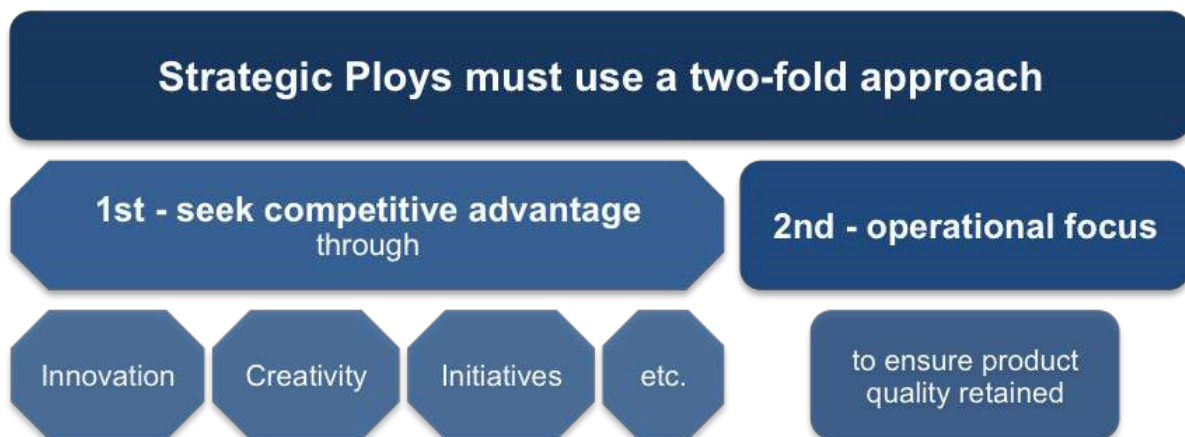 Strategic Ploys must use a two-fold approach
1st - seek competitive advantage
through
2nd - operational focus
Innovation
Creativity
Initiatives
etc.
to ensure product
quality retained